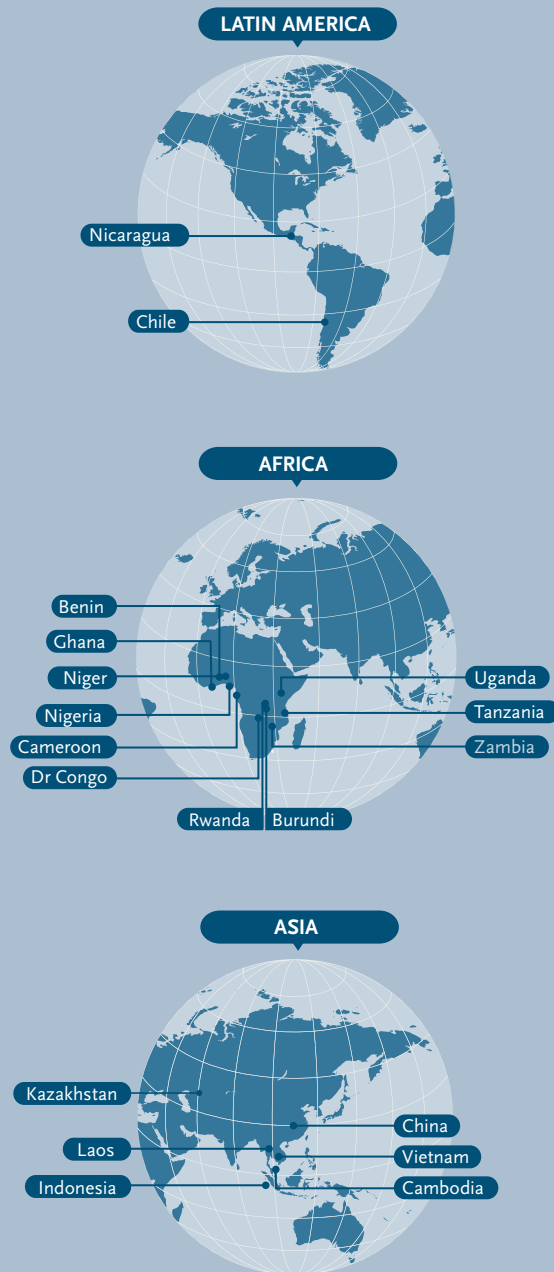 LATIN AMERICA
Nicaragua
Chile
AFRICA
Benin
Ghana
Niger
Nigeria
Cameroon
Dr Congo
Uganda
Tanzania
Zambia
Rwanda
Burundi
ASIA
Kazakhstan
Laos
Indonesia
China
Vietnam
Cambodia